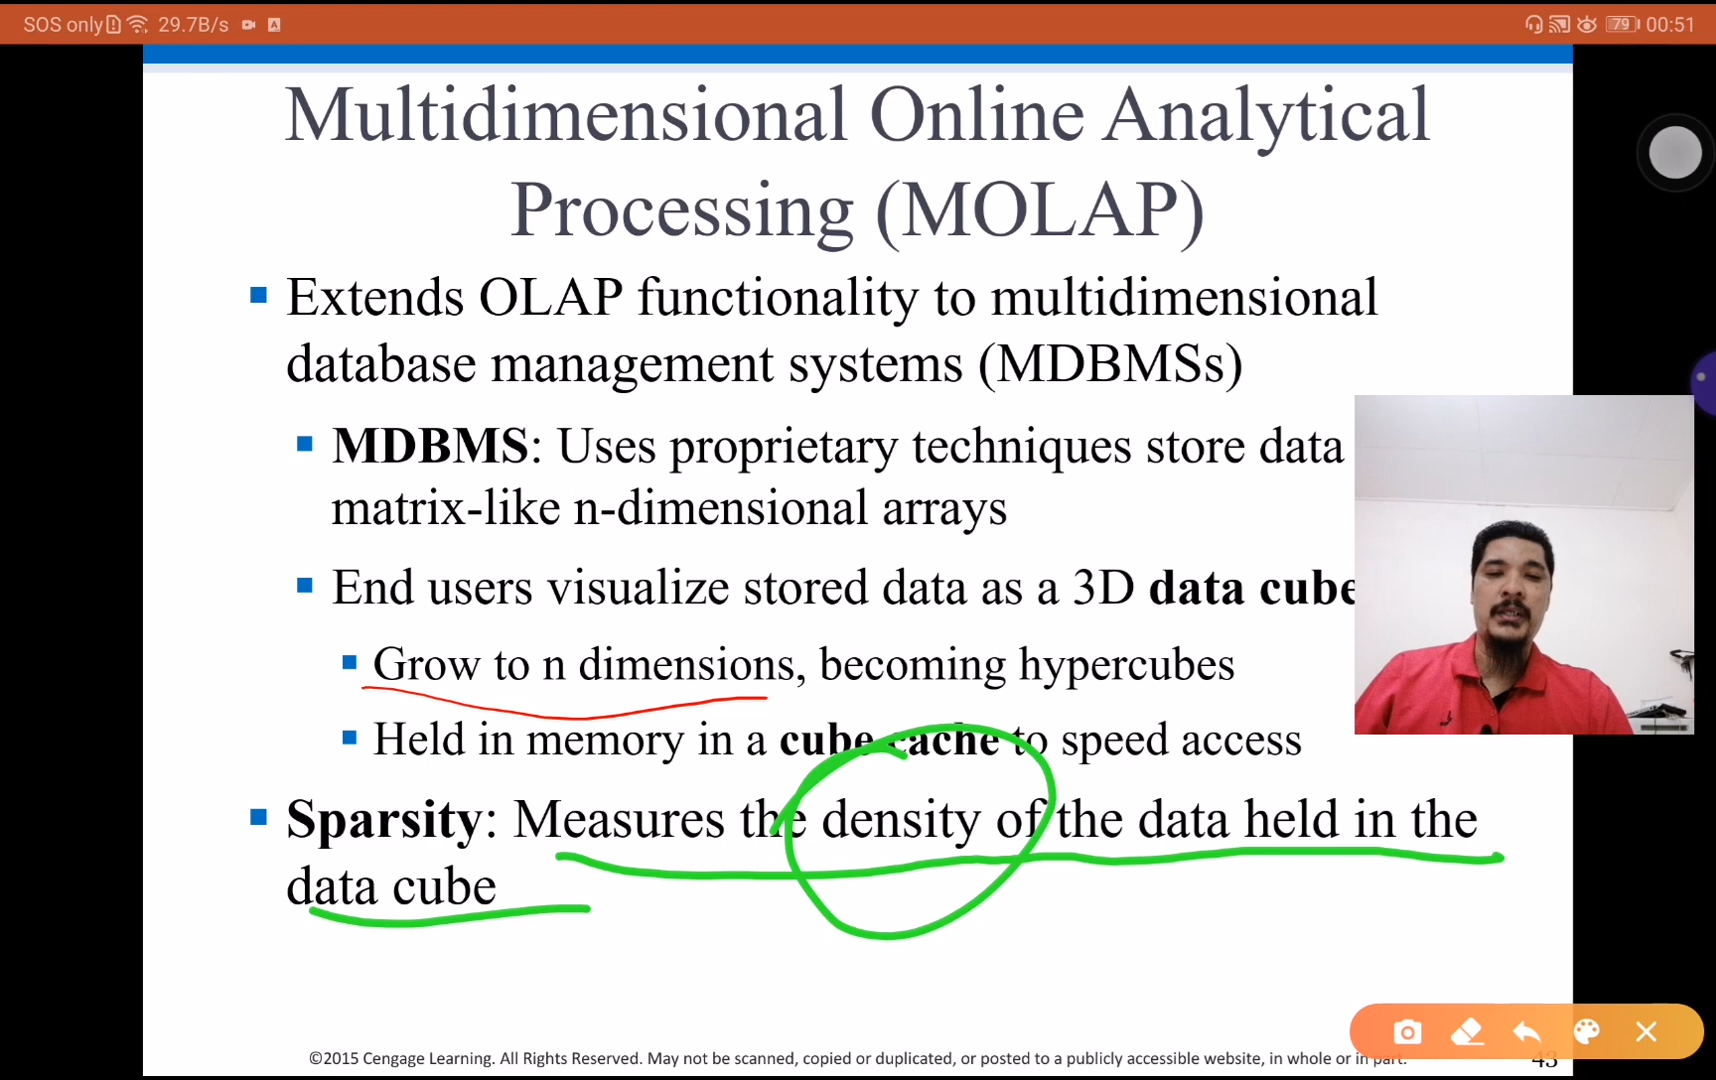 SOS only 29.7B/s 79 00:51
Multidimensional Online Analytical
Processing (MOLAP)
Extends OLAP functionality to multidimensional
database management systems (MDBMSs)
MDBMS: Uses proprietary techniques store data
matrix-like n-dimensional arrays
End users visualize stored data as a 3D data cube
Grow to n dimensions, becoming hypercubes
Held in memory in a cube cache to speed access
Sparsity: Measures the density of the data held in the
data cube
©2015 Cengage Learning. All Rights Reserved. May not be scanned, copied or duplicated, or posted to a publicly accessible website, in whole or in part.
43